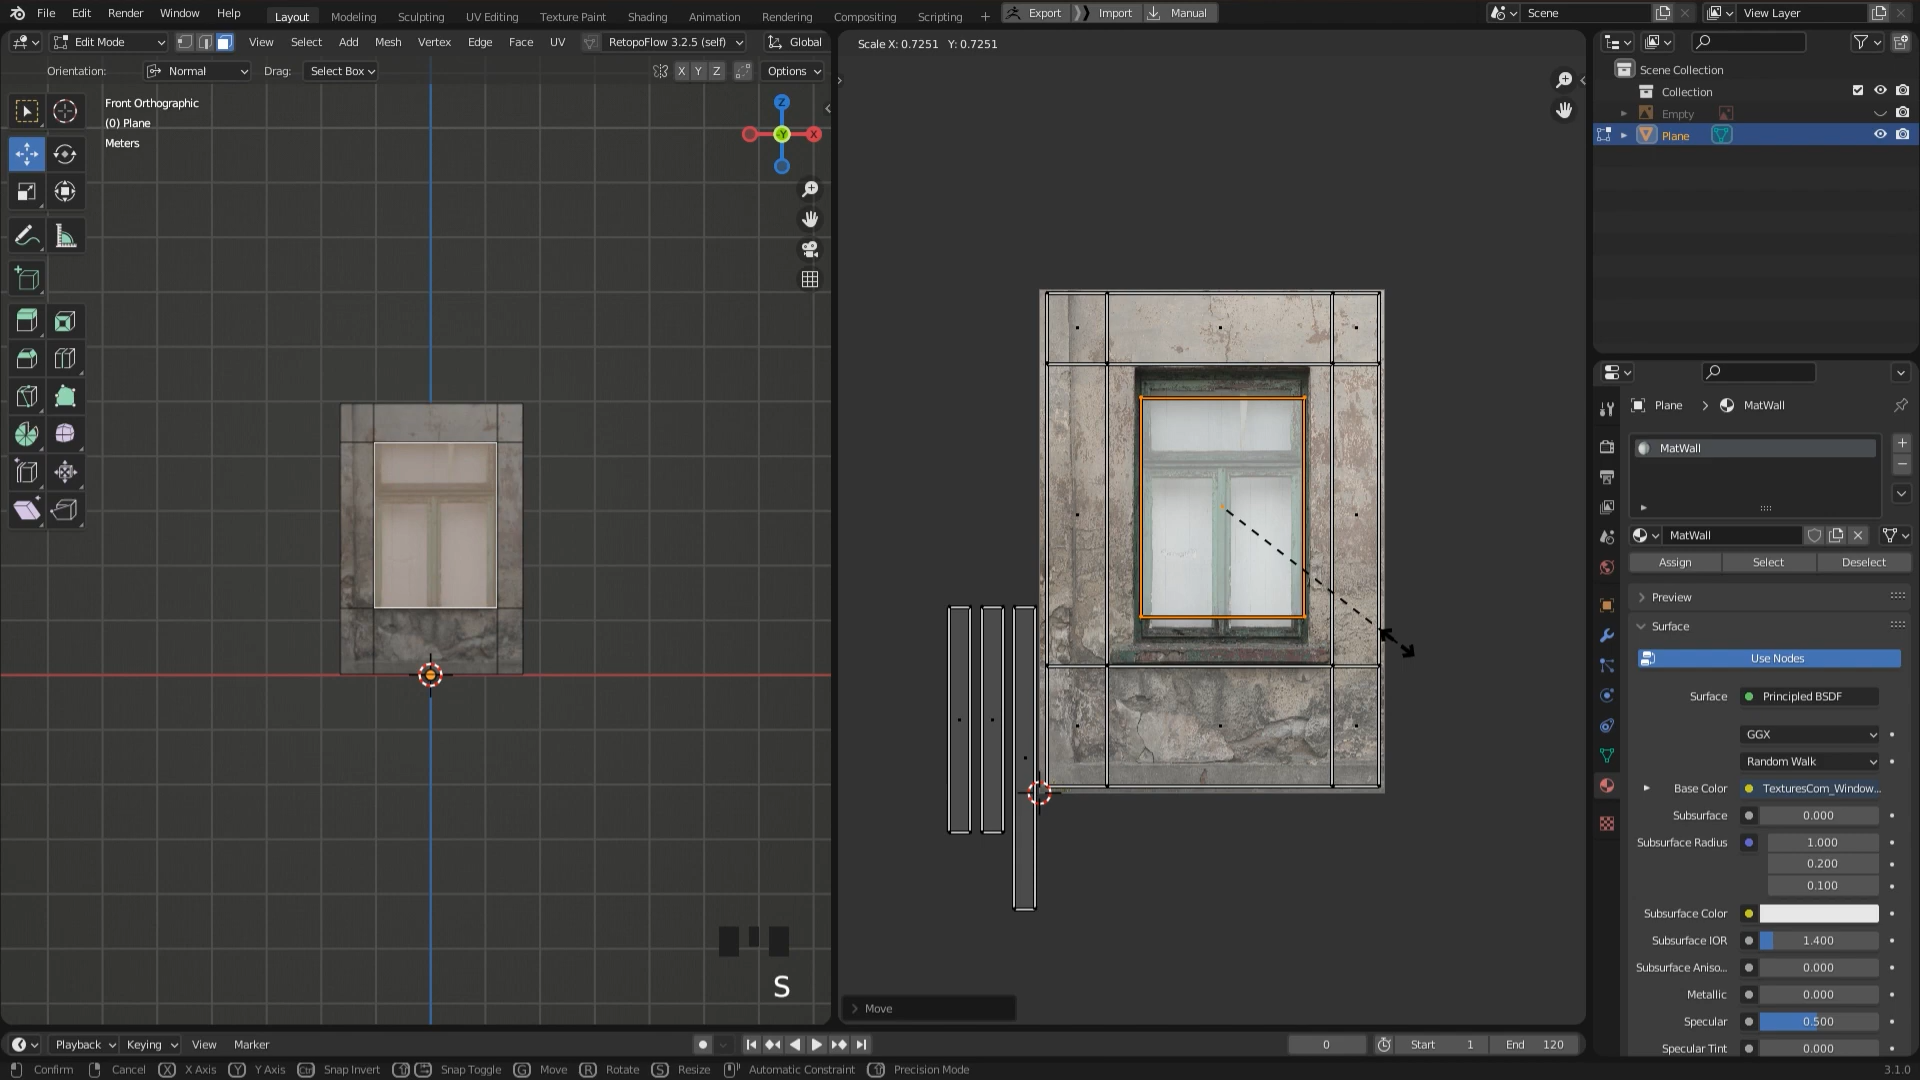 File Edit Render Window Help Layout Modeling Sculpting UV Editing Texture Paint Shading Animation Rendering Compositing Scripting + Export Import Manual Scene View Layer
Edit Mode View Select Add Mesh Vertex Edge Face UV RetopoFlow 3.2.5 (self) Global
Scale X: 0.7251 Y: 0.7251
Orientation: Normal Drag: Select Box X Y Z Options
Scene Collection
Collection
Empty
Plane
Front Orthographic
(0) Plane
Meters
Z
Y
X
S
Move
Plane MatWall
MatWall
MatWall
Assign Select Deselect
Preview
Surface
Use Nodes
Surface Principled BSDF
GGX
Random Walk
Base Color TexturesCom_Window...
Subsurface 0.000
Subsurface Radius 1.000
0.200
0.100
Subsurface Color
Subsurface IOR 1.400
Subsurface Aniso... 0.000
Metallic 0.000
Specular 0.500
Specular Tint 0.000
Playback Keying View Marker 0 Start 1 End 120
Confirm Cancel X X Axis Y Y Axis Ctrl Snap Invert Snap Toggle G Move R Rotate S Resize Automatic Constraint Precision Mode 3.1.0